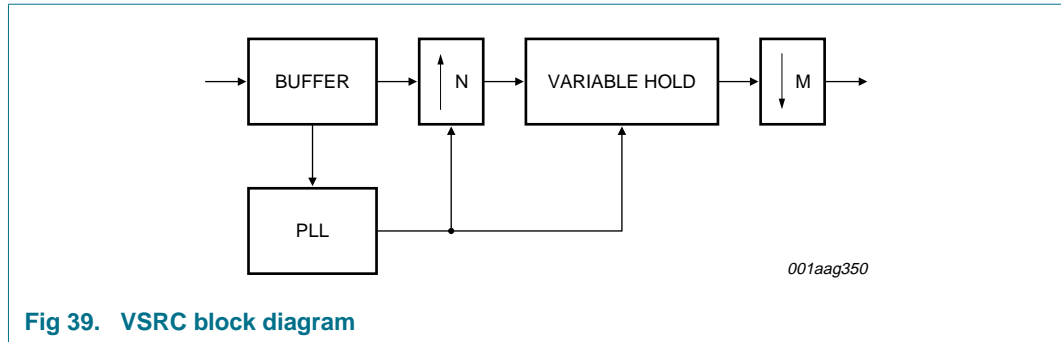 BUFFER
↑ N
VARIABLE HOLD
↓ M
PLL
001aag350
Fig 39. VSRC block diagram